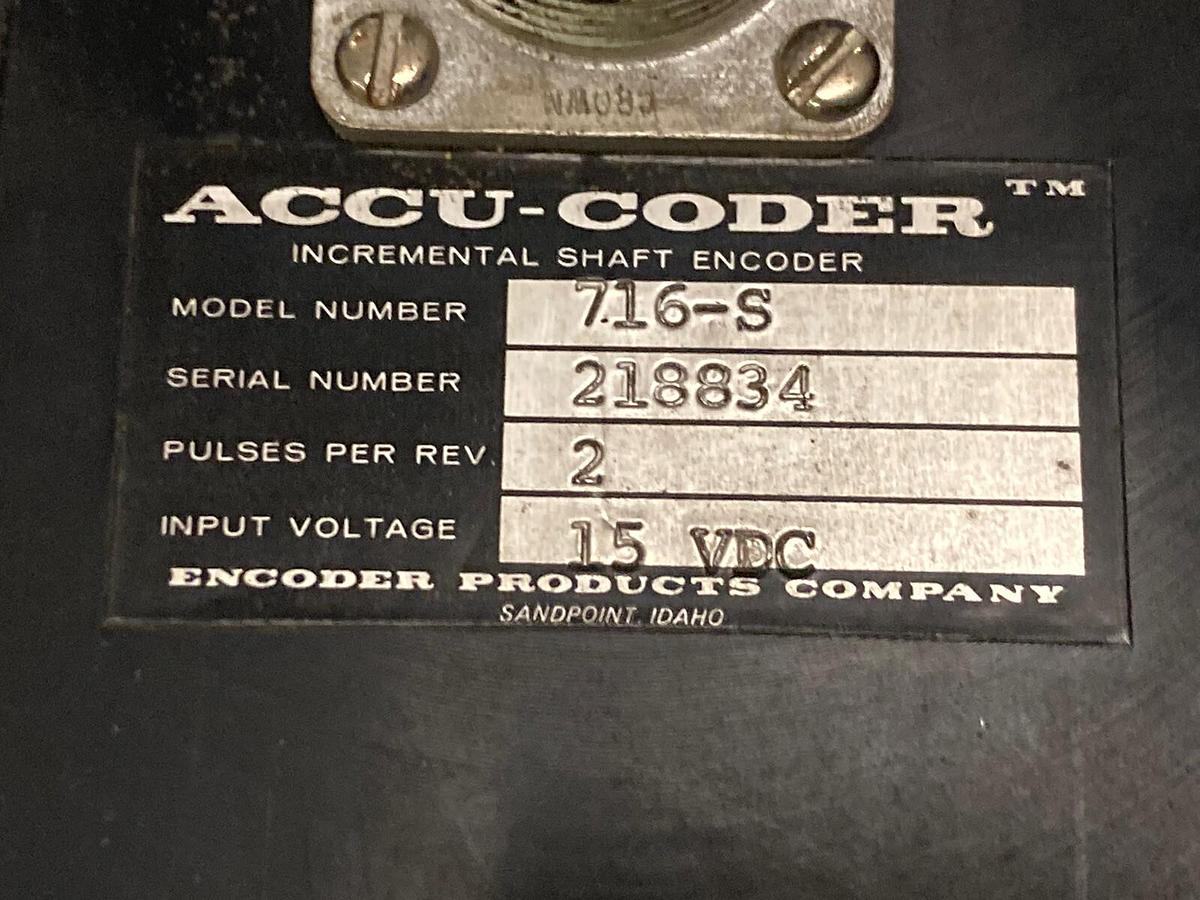 CROWN
ACCU-CODER™
INCREMENTAL SHAFT ENCODER
MODEL NUMBER 716-S
SERIAL NUMBER 218834
PULSES PER REV. 2
INPUT VOLTAGE 15 VDC
ENCODER PRODUCTS COMPANY
SANDPOINT, IDAHO